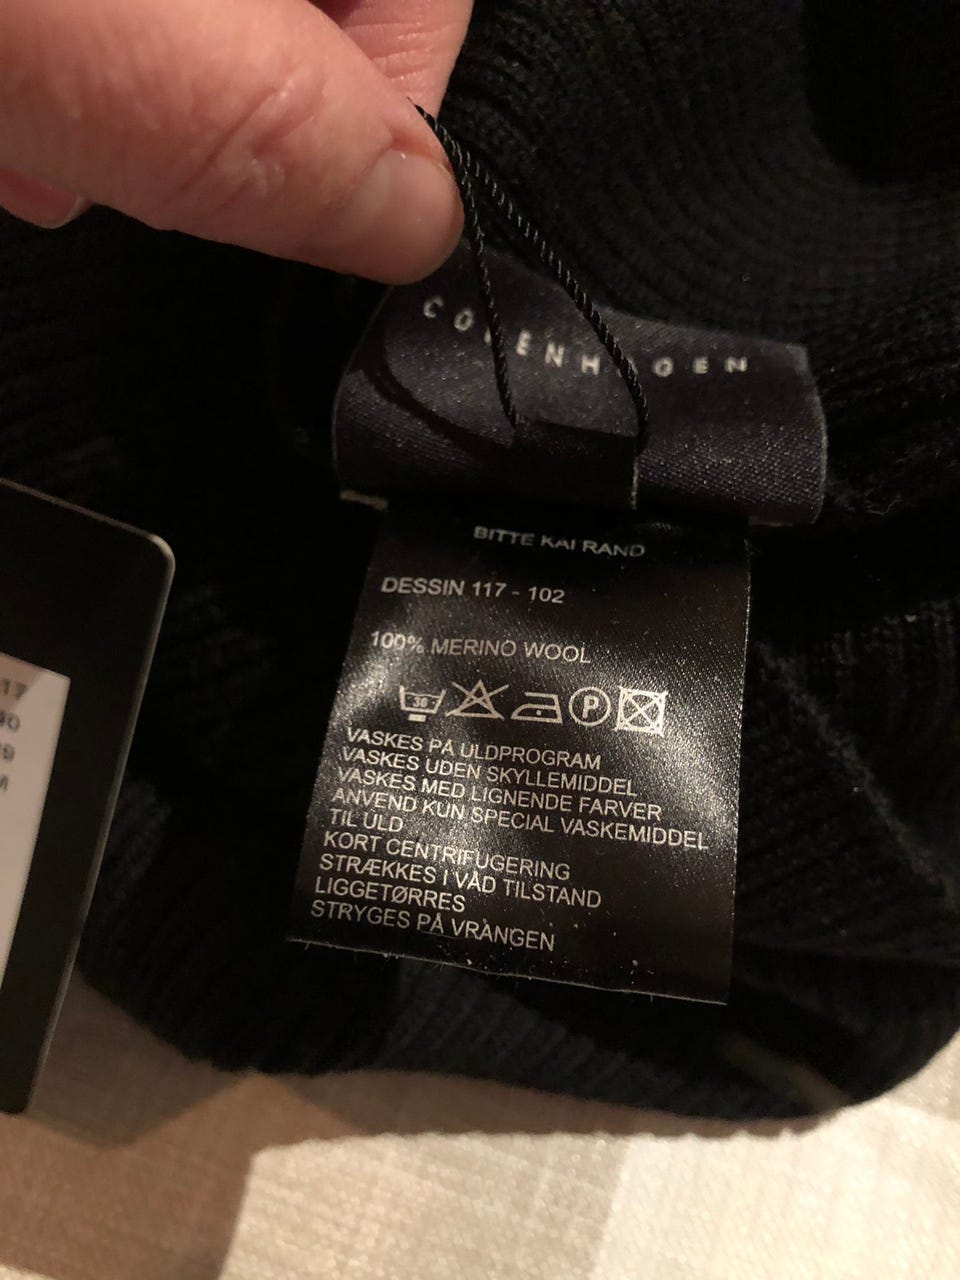 COPENHAGEN
BITTE KAI RAND
DESSIN 117 - 102
100% MERINO WOOL
P
VASKES PÅ ULDPROGRAM
VASKES UDEN SKYLLEMIDDEL
VASKES MED LIGNENDE FARVER
ANVEND KUN SPECIAL VASKEMIDDEL
TIL ULD
KORT CENTRIFUGERING
STRÆKKES I VÅD TILSTAND
LIGGETØRRES
STRYGES PÅ VRANGEN